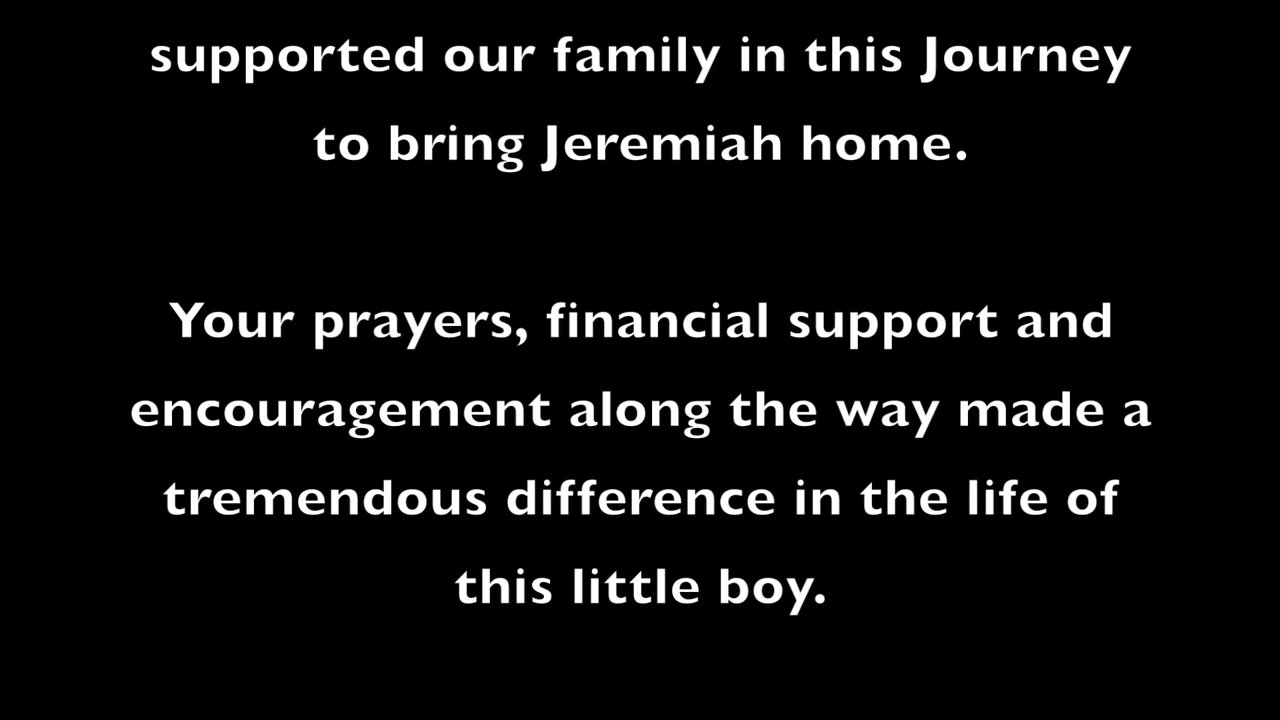 supported our family in this Journey
to bring Jeremiah home.
Your prayers, financial support and
encouragement along the way made a
tremendous difference in the life of
this little boy.